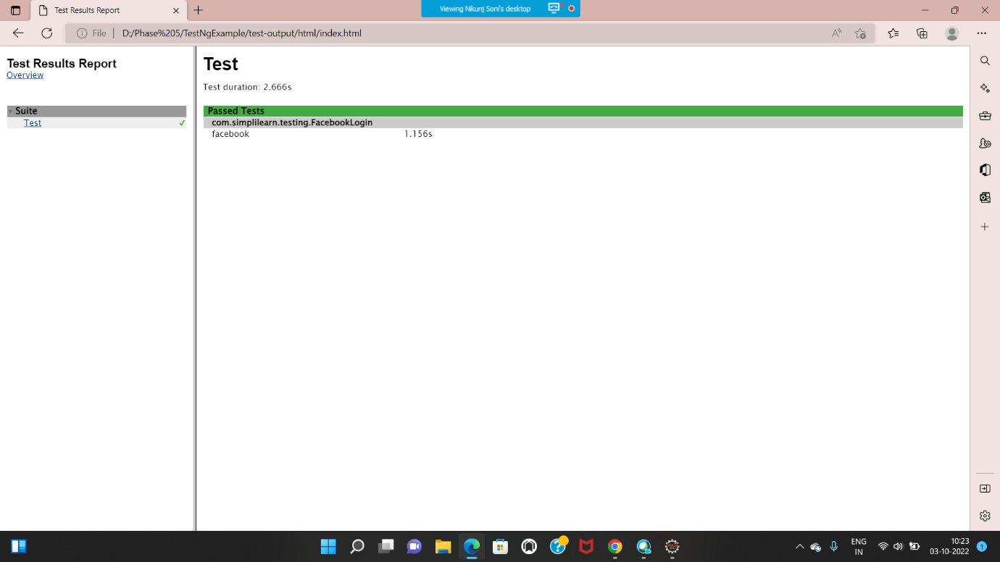 Test Results Report
Viewing Nikunj Soni's desktop
File | D:/Phase%205/TestNgExample/test-output/html/index.html
Test Results Report
Overview
Suite
Test
Test
Test duration: 2.666s
Passed Tests
com.simplilearn.testing.FacebookLogin
facebook 1.156s
ENG
IN
10:23
03-10-2022
1